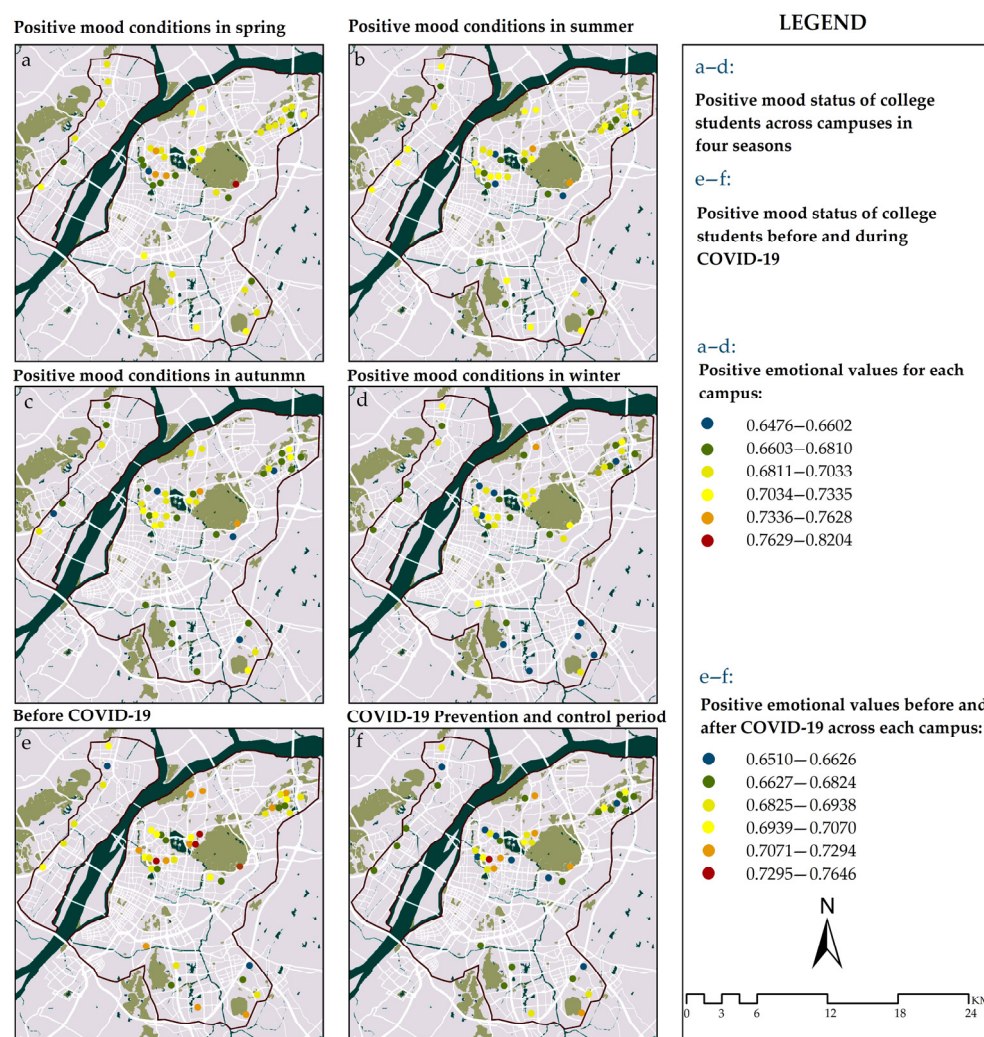 Positive mood conditions in spring
Positive mood conditions in summer
LEGEND
a
b
a–d:
Positive mood status of college
students across campuses in
four seasons
e–f:
Positive mood status of college
students before and during
COVID-19
Positive mood conditions in autunmn
Positive mood conditions in winter
c
d
a–d:
Positive emotional values for each
campus:
0.6476—0.6602
0.6603—0.6810
0.6811—0.7033
0.7034—0.7335
0.7336—0.7628
0.7629—0.8204
Before COVID-19
COVID-19 Prevention and control period
e
f
e–f:
Positive emotional values before and
after COVID-19 across each campus:
0.6510—0.6626
0.6627—0.6824
0.6825—0.6938
0.6939—0.7070
0.7071—0.7294
0.7295—0.7646
N
KM
0 3 6 12 18 24